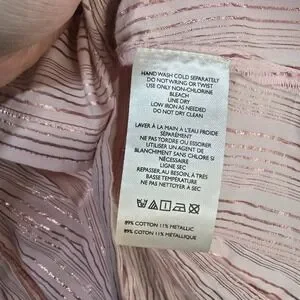 HAND WASH COLD SEPARATELY
DO NOT WRING OR TWIST
USE ONLY NON-CHLORINE
BLEACH
LINE DRY
LOW IRON AS NEEDED
DO NOT DRY CLEAN
LAVER À LA MAIN À L'EAU FROIDE
SÉPARÉMENT
NE PAS TORDRE OU ESSORER
UTILISER UN AGENT DE
BLANCHIMENT SANS CHLORE SI
NÉCESSAIRE
LIGNE SEC
REPASSER, AU BESOIN, À TRÈS
BASSE TEMPÉRATURE
NE PAS NETTOYER À SEC
89% COTTON 11% METALLIC
89% COTON 11% MÉTALLIQUE